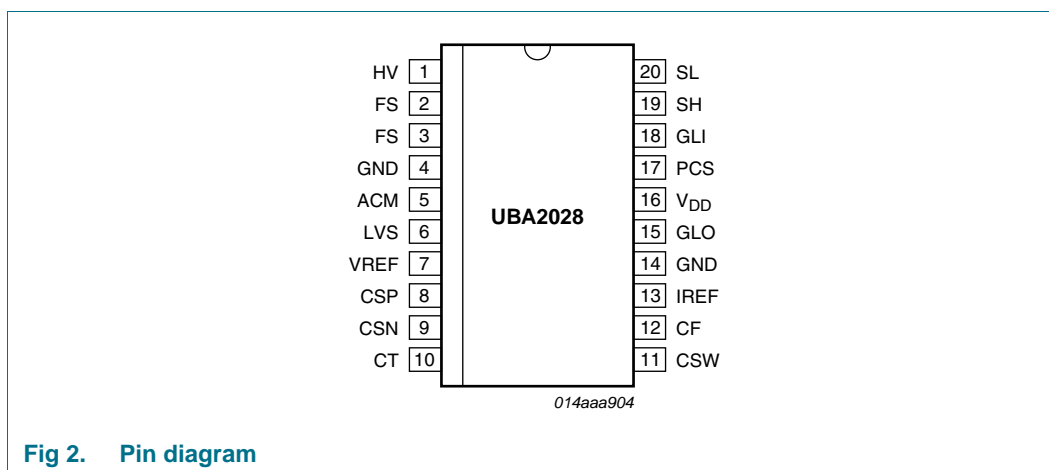 HV 1 20 SL
FS 2 19 SH
FS 3 18 GLI
GND 4 17 PCS
ACM 5 16 VDD
UBA2028
LVS 6 15 GLO
VREF 7 14 GND
CSP 8 13 IREF
CSN 9 12 CF
CT 10 11 CSW
014aaa904
Fig 2. Pin diagram